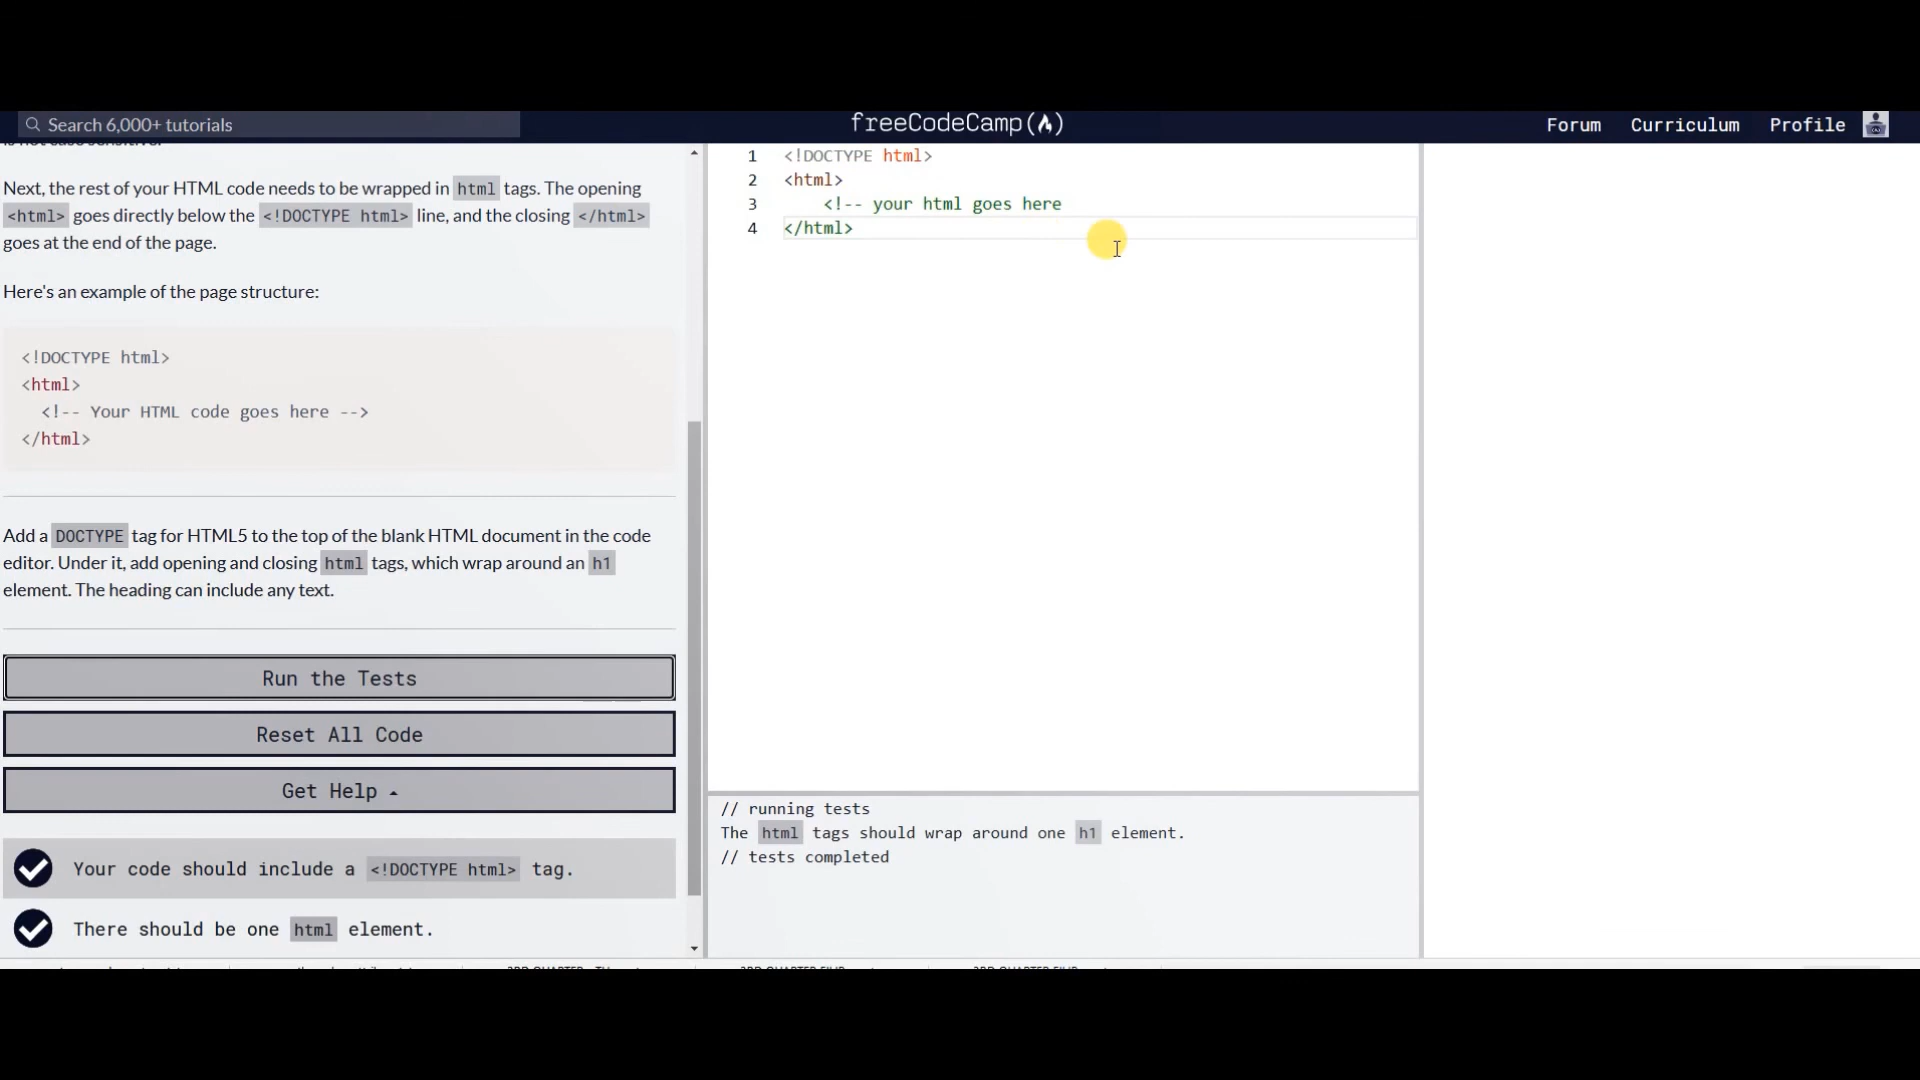 Search 6,000+ tutorials
freeCodeCamp(🔥)
Forum
Curriculum
Profile
is not case sensitive.
Next, the rest of your HTML code needs to be wrapped in html tags. The opening
<html> goes directly below the <!DOCTYPE html> line, and the closing </html>
goes at the end of the page.
Here's an example of the page structure:
<!DOCTYPE html>
<html>
<!-- Your HTML code goes here -->
</html>
Add a DOCTYPE tag for HTML5 to the top of the blank HTML document in the code
editor. Under it, add opening and closing html tags, which wrap around an h1
element. The heading can include any text.
Run the Tests
Reset All Code
Get Help
Your code should include a <!DOCTYPE html> tag.
There should be one html element.
1 <!DOCTYPE html>
2 <html>
3 <!-- your html goes here
4 </html>
// running tests
The html tags should wrap around one h1 element.
// tests completed